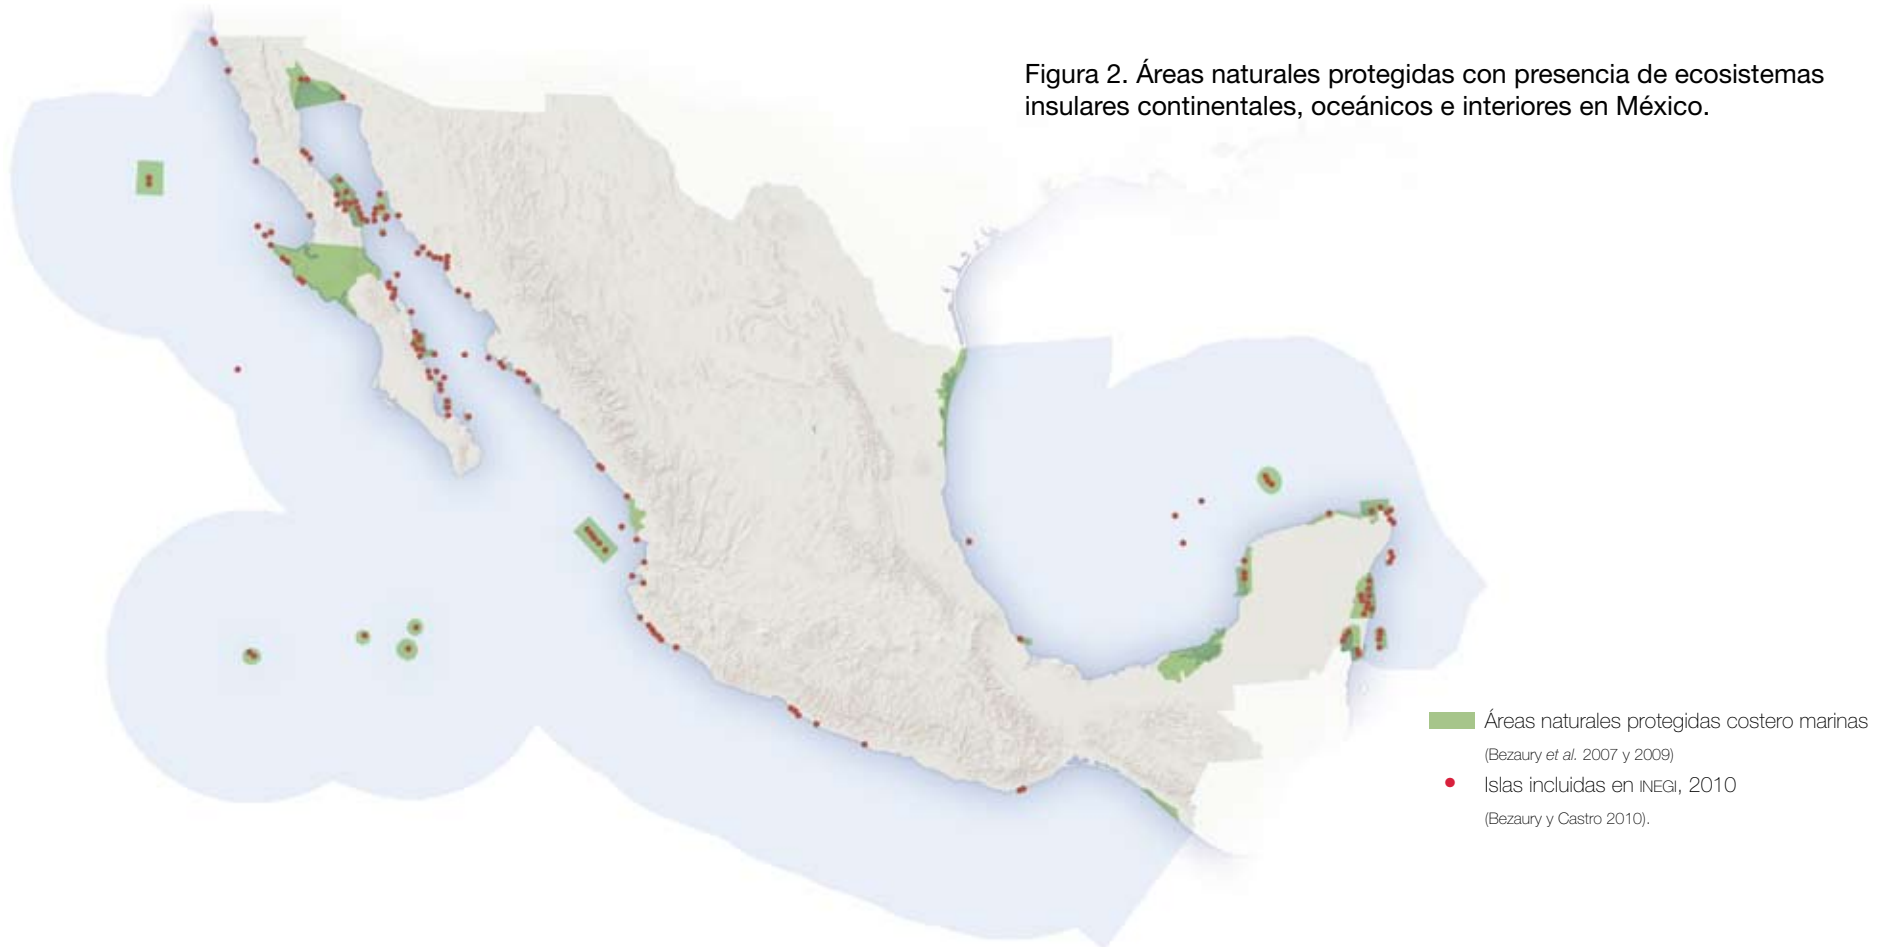 Figura 2. Áreas naturales protegidas con presencia de ecosistemas
insulares continentales, oceánicos e interiores en México.
Áreas naturales protegidas costero marinas
(Bezaury et al. 2007 y 2009)
Islas incluidas en INEGI, 2010
(Bezaury y Castro 2010).